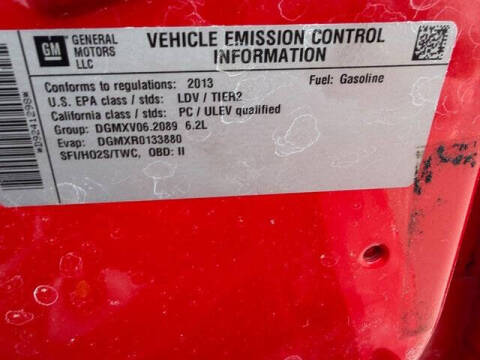 GM
GENERAL
MOTORS
LLC
VEHICLE EMISSION CONTROL
INFORMATION
Conforms to regulations: 2013 Fuel: Gasoline
U.S. EPA class / stds: LDV / TIER2
California class / stds: PC / ULEV qualified
Group: DGMXV06.2089 6.2L
Evap: DGMXR0133880
SFI/HO2S/TWC, OBD: II
*D9241298*